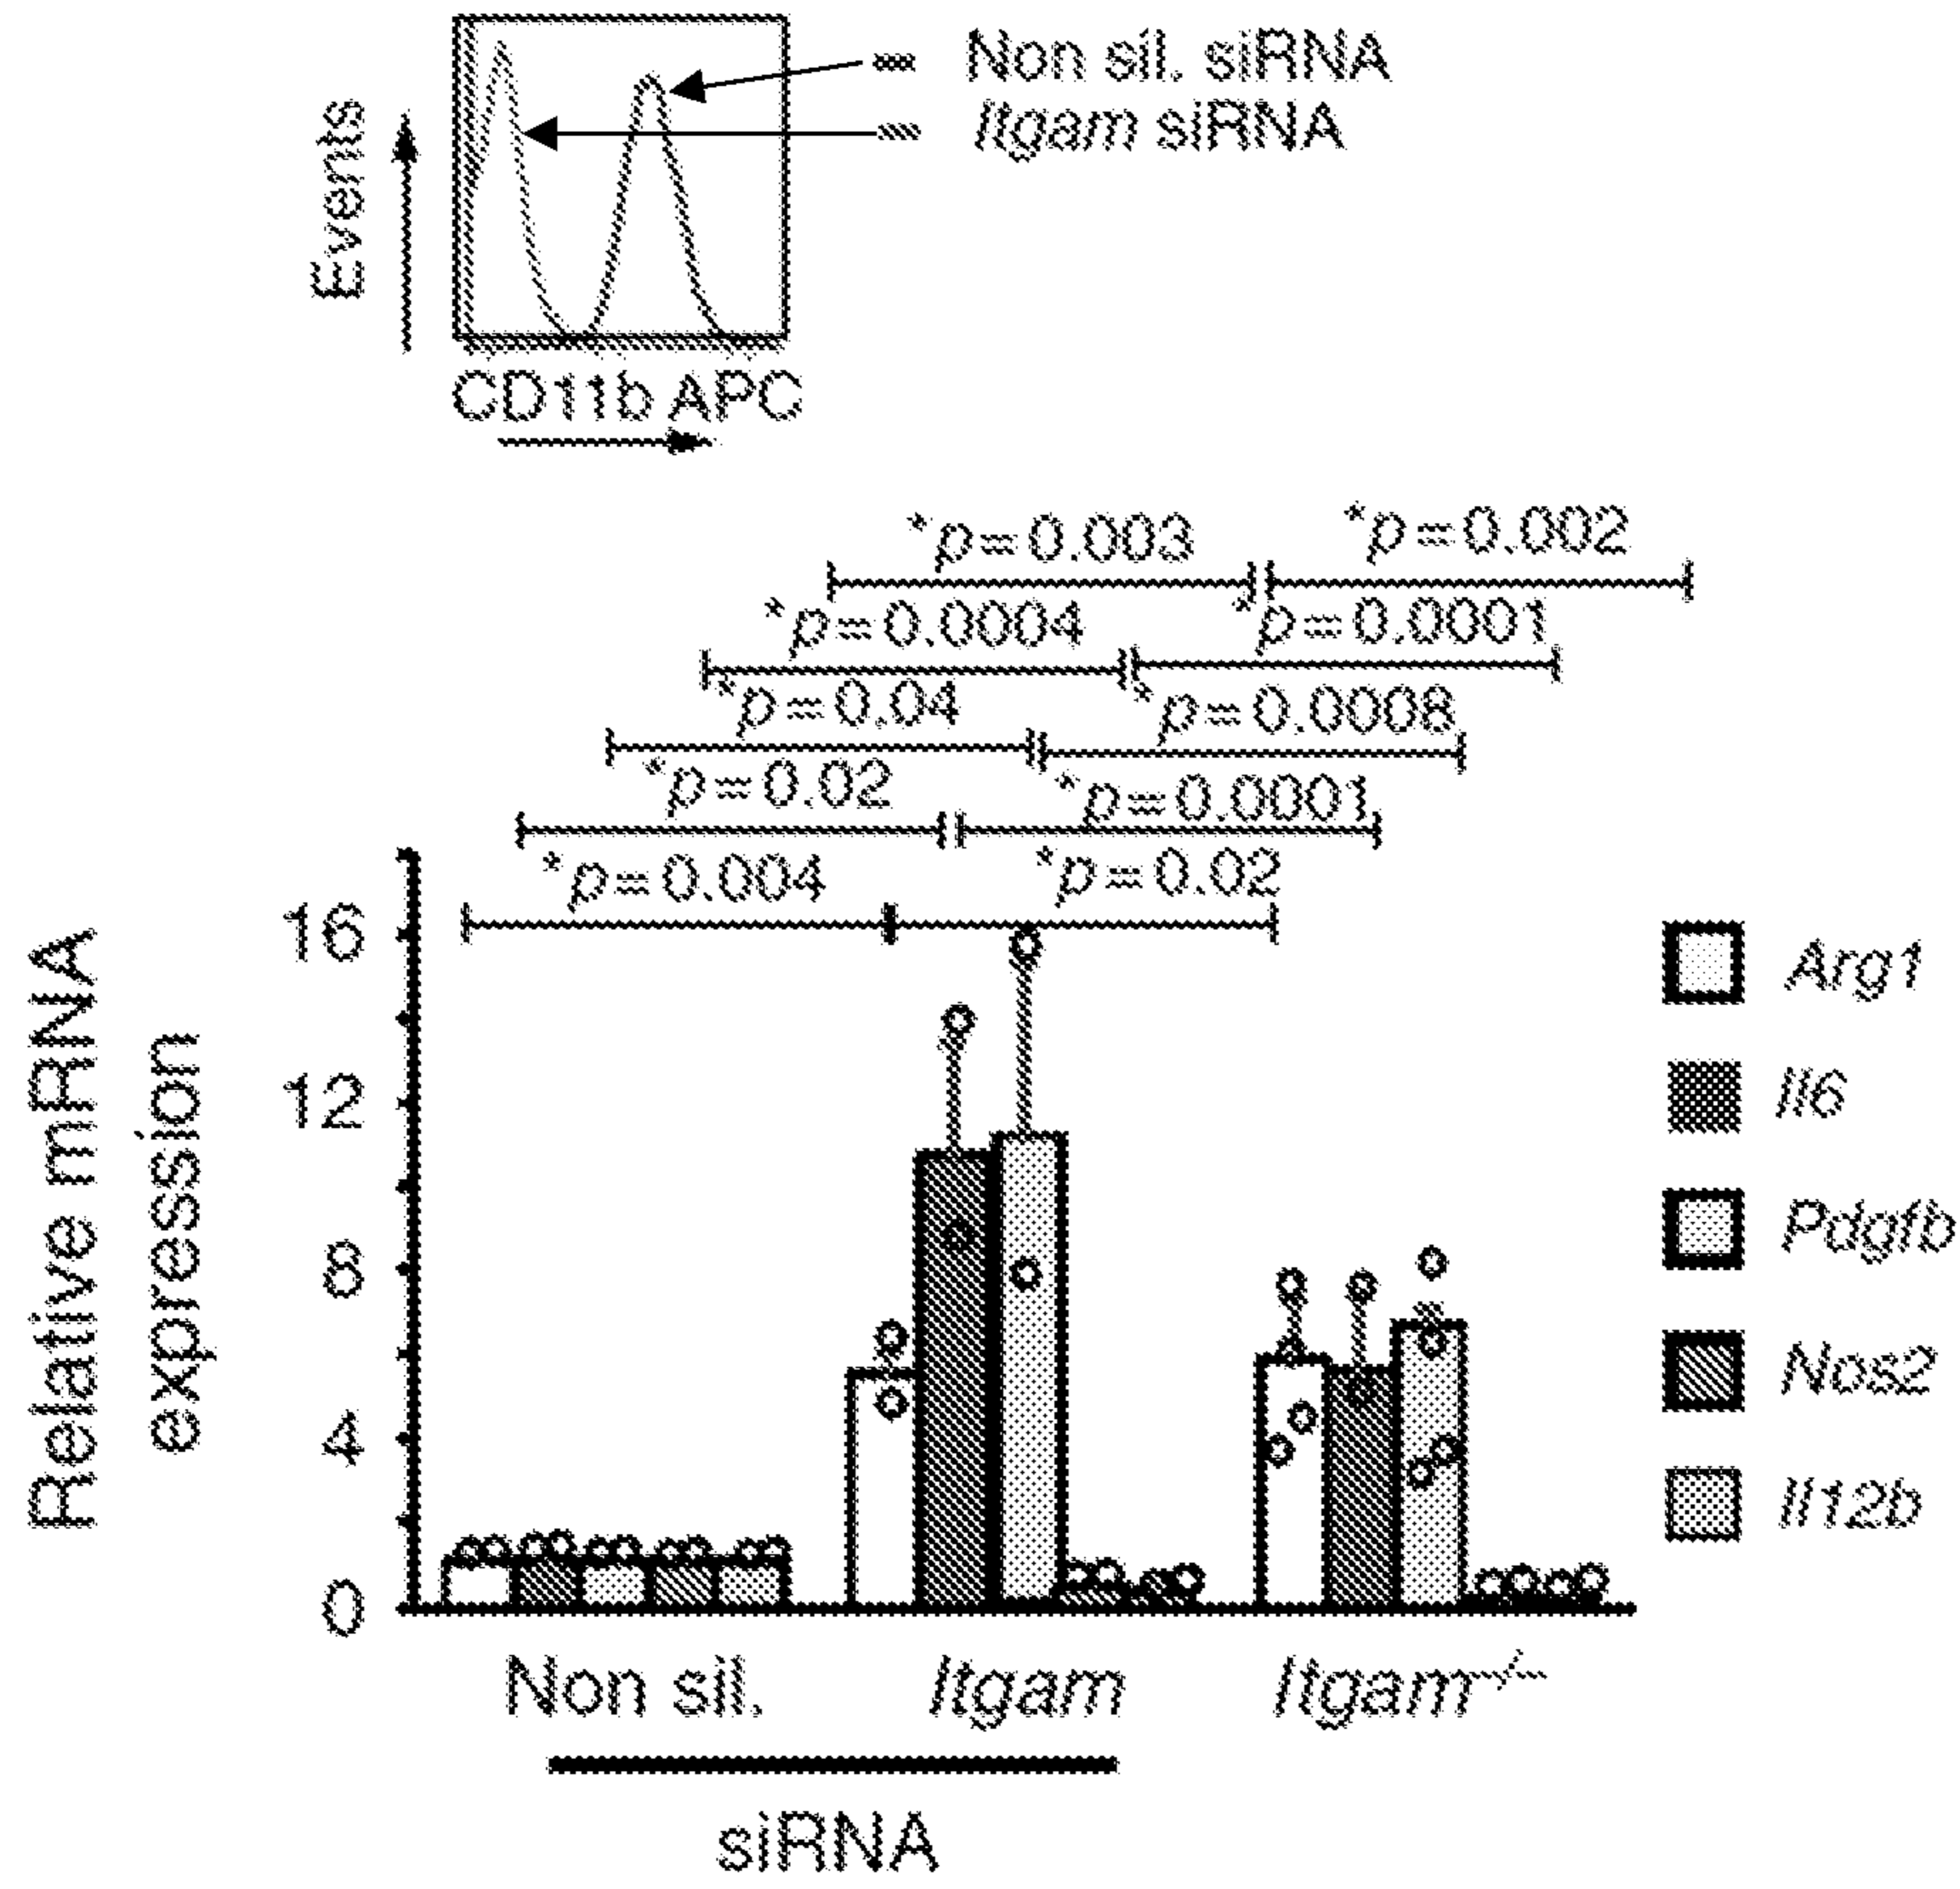 Non sil. siRNA
Itgam siRNA
Events
CD11b APC
*p=0.003
*p=0.002
*p=0.0004
*p=0.0001
*p=0.04
*p=0.0008
*p=0.02
*p=0.0001
*p=0.004
*p=0.02
Relative mRNA
expression
16
12
8
4
0
Arg1
Il6
Pdgfb
Nos2
Il12b
Non sil.
Itgam
Itgam-/-
siRNA